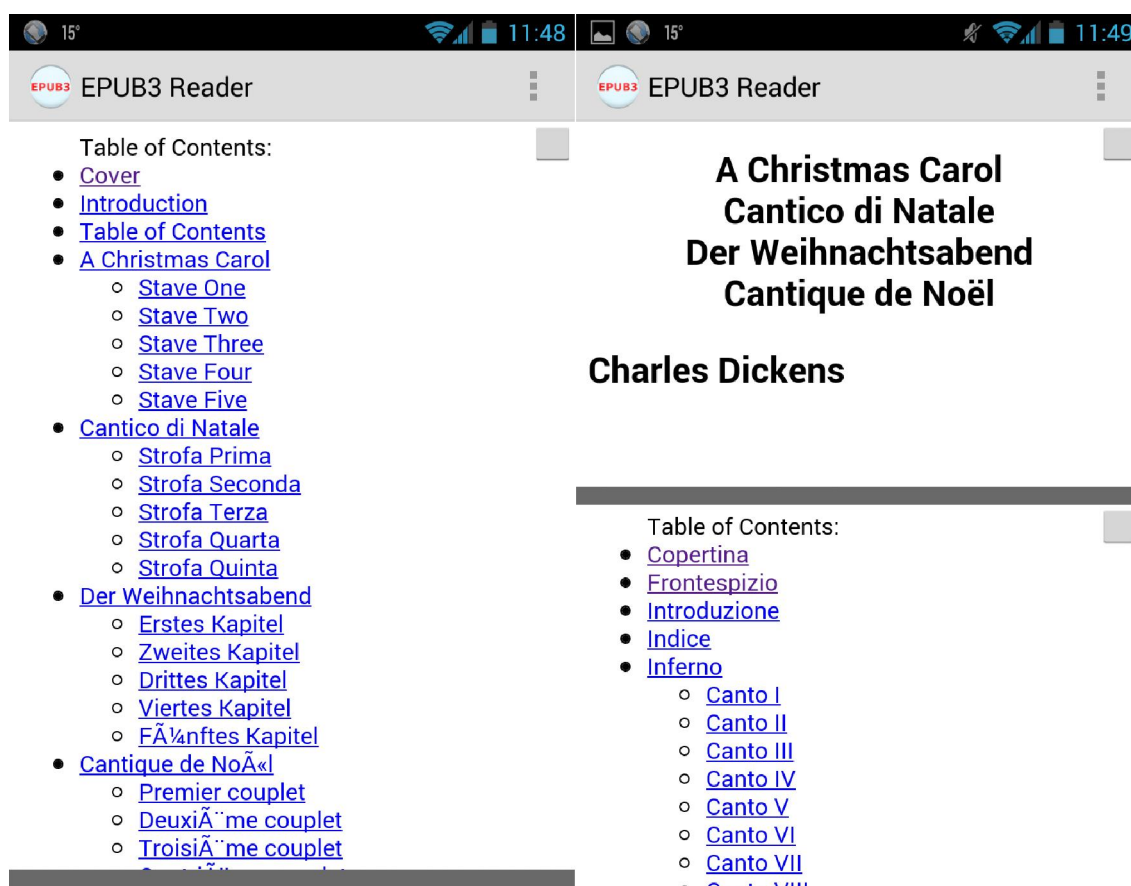 15°
11:48
EPUB3
EPUB3 Reader
Table of Contents:
Cover
Introduction
Table of Contents
A Christmas Carol
Stave One
Stave Two
Stave Three
Stave Four
Stave Five
Cantico di Natale
Strofa Prima
Strofa Seconda
Strofa Terza
Strofa Quarta
Strofa Quinta
Der Weihnachtsabend
Erstes Kapitel
Zweites Kapitel
Drittes Kapitel
Viertes Kapitel
FÃ¼nftes Kapitel
Cantique de NoÃ«l
Premier couplet
DeuxiÃ¨me couplet
TroisiÃ¨me couplet
15°
11:49
EPUB3
EPUB3 Reader
A Christmas Carol
Cantico di Natale
Der Weihnachtsabend
Cantique de Noël
Charles Dickens
Table of Contents:
Copertina
Frontespizio
Introduzione
Indice
Inferno
Canto I
Canto II
Canto III
Canto IV
Canto V
Canto VI
Canto VII